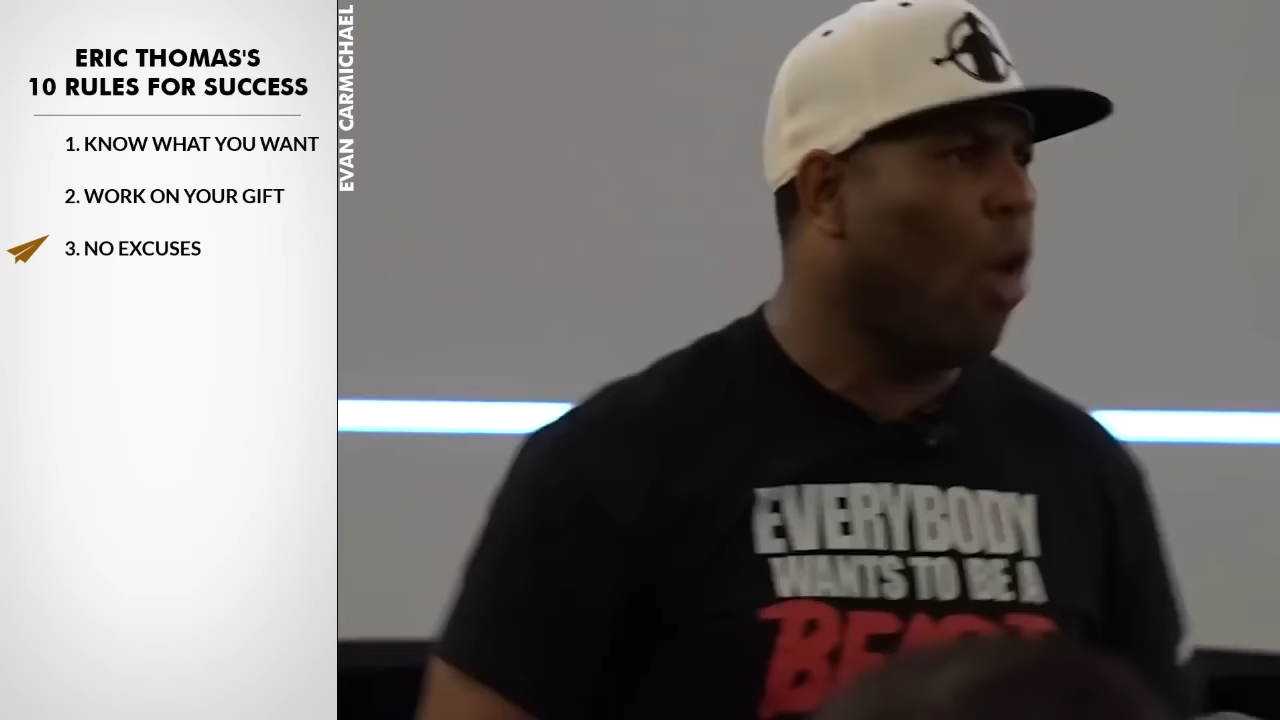 ERIC THOMAS'S
10 RULES FOR SUCCESS
1. KNOW WHAT YOU WANT
2. WORK ON YOUR GIFT
3. NO EXCUSES
EVAN CARMICHAEL
EVERYBODY
WANTS TO BE A
BEAST